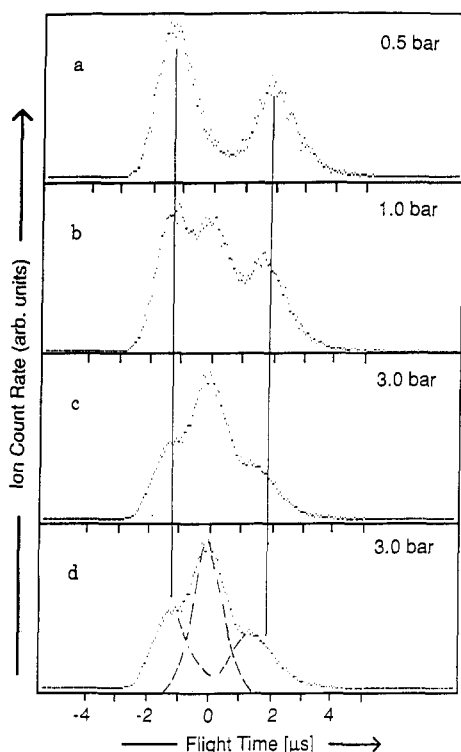 a
0.5 bar
b
1.0 bar
c
3.0 bar
d
3.0 bar
Ion Count Rate (arb. units)
-4 -2 0 2 4
Flight Time [μs]